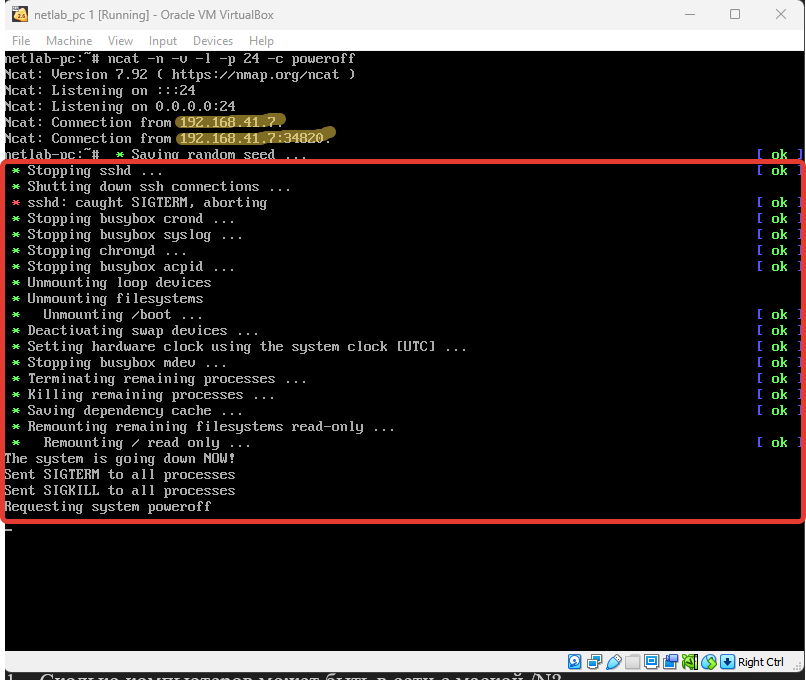 netlab_pc 1 [Running] - Oracle VM VirtualBox
File Machine View Input Devices Help
netlab-pc:~# ncat -n -v -l -p 24 -c poweroff
Ncat: Version 7.92 ( https://nmap.org/ncat )
Ncat: Listening on :::24
Ncat: Listening on 0.0.0.0:24
Ncat: Connection from 192.168.41.7.
Ncat: Connection from 192.168.41.7:34820.
netlab-pc:~# * Saving random seed ... [ ok ]
* Stopping sshd ... [ ok ]
* Shutting down ssh connections ...
* sshd: caught SIGTERM, aborting [ ok ]
* Stopping busybox crond ... [ ok ]
* Stopping busybox syslog ... [ ok ]
* Stopping chronyd ... [ ok ]
* Stopping busybox acpid ... [ ok ]
* Unmounting loop devices
* Unmounting filesystems
* Unmounting /boot ... [ ok ]
* Deactivating swap devices ... [ ok ]
* Setting hardware clock using the system clock [UTC] ... [ ok ]
* Stopping busybox mdev ... [ ok ]
* Terminating remaining processes ... [ ok ]
* Killing remaining processes ... [ ok ]
* Saving dependency cache ... [ ok ]
* Remounting remaining filesystems read-only ...
* Remounting / read only ... [ ok ]
The system is going down NOW!
Sent SIGTERM to all processes
Sent SIGKILL to all processes
Requesting system poweroff
Right Ctrl
1. Сколько компьютеров может быть в сети с маской /N?